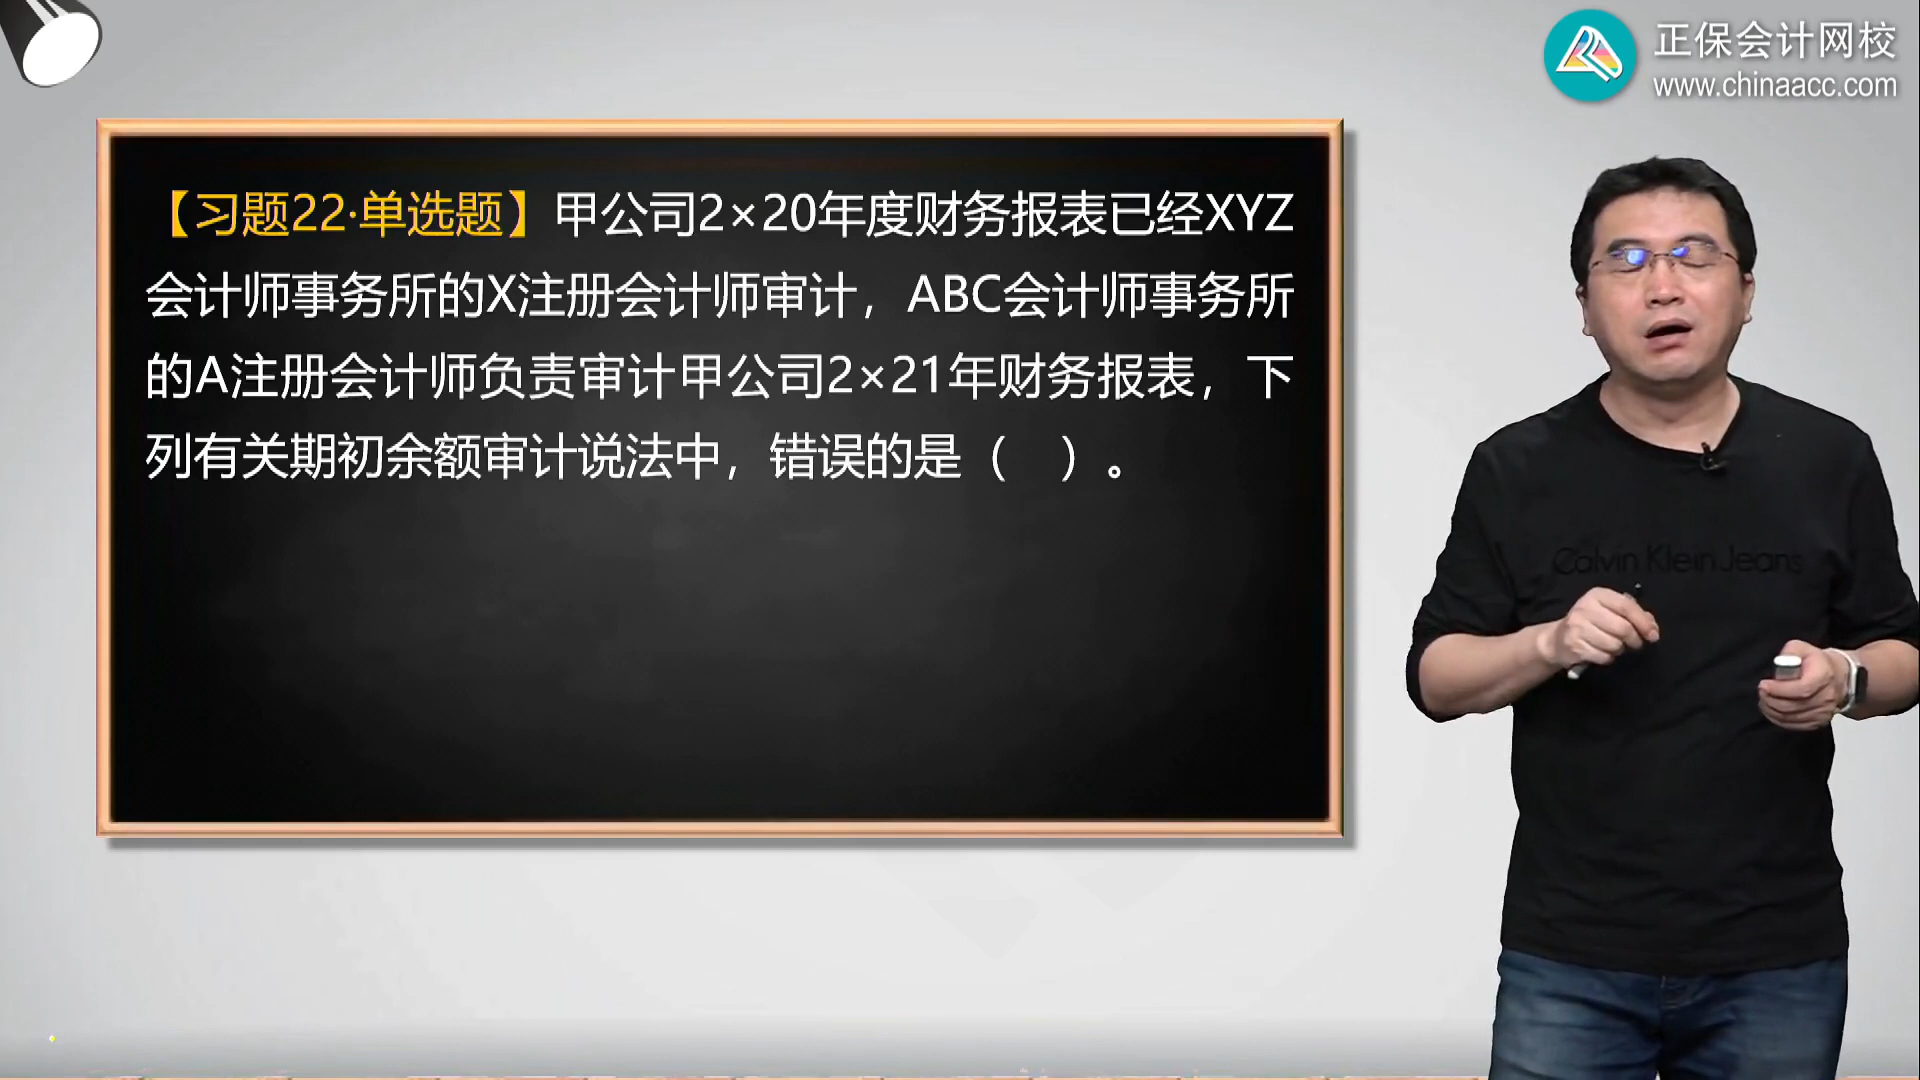 正保会计网校
www.chinaacc.com
【习题22·单选题】甲公司2×20年度财务报表已经XYZ
会计师事务所的X注册会计师审计，ABC会计师事务所
的A注册会计师负责审计甲公司2×21年财务报表，下
列有关期初余额审计说法中，错误的是（　）。
Calvin Klein Jeans